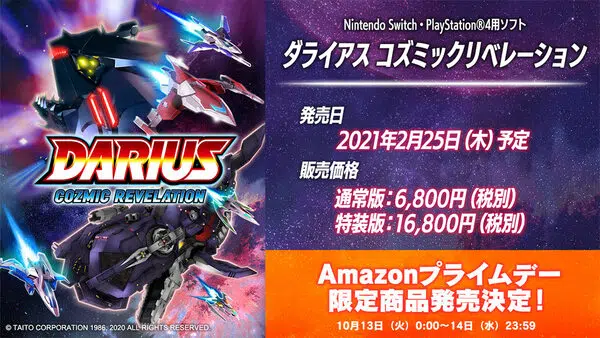 DARIUS
COZMIC REVELATION
© TAITO CORPORATION 1986, 2020 ALL RIGHTS RESERVED.
Nintendo Switch・PlayStation®4用ソフト
ダライアス コズミックリベレーション
発売日
2021年2月25日（木）予定
販売価格
通常版：6,800円（税別）
特装版：16,800円（税別）
Amazonプライムデー
限定商品発売決定！
10月13日（火）0:00〜14日（水）23:59